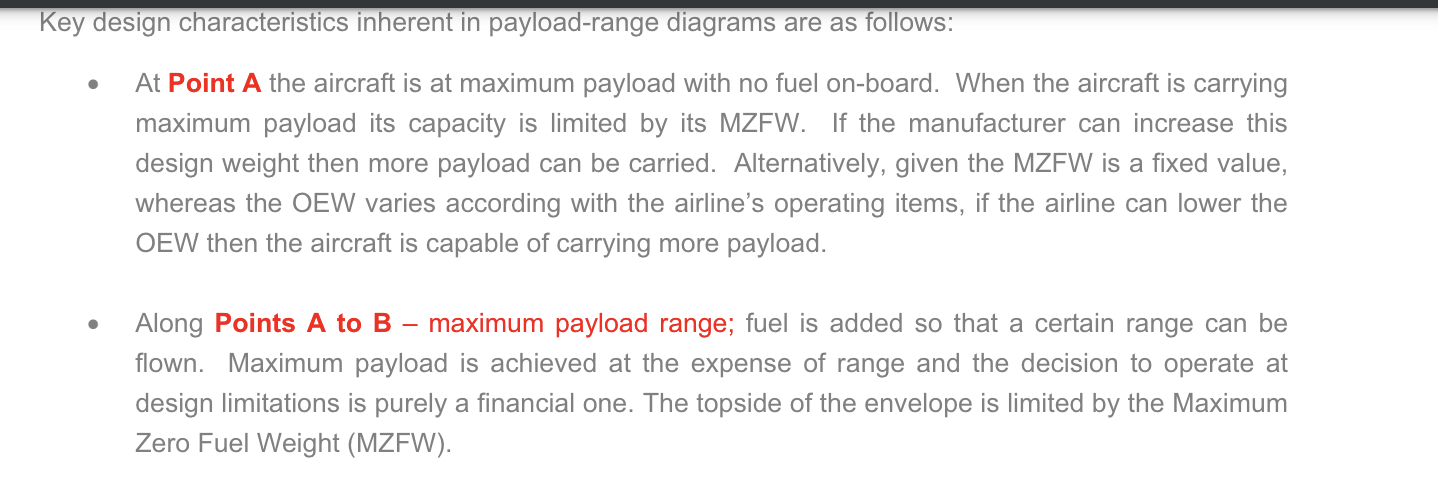 Key design characteristics inherent in payload-range diagrams are as follows:
• At Point A the aircraft is at maximum payload with no fuel on-board.  When the aircraft is carrying
maximum payload its capacity is limited by its MZFW.  If the manufacturer can increase this
design weight then more payload can be carried.  Alternatively, given the MZFW is a fixed value,
whereas the OEW varies according with the airline’s operating items, if the airline can lower the
OEW then the aircraft is capable of carrying more payload.
• Along Points A to B – maximum payload range; fuel is added so that a certain range can be
flown.  Maximum payload is achieved at the expense of range and the decision to operate at
design limitations is purely a financial one. The topside of the envelope is limited by the Maximum
Zero Fuel Weight (MZFW).